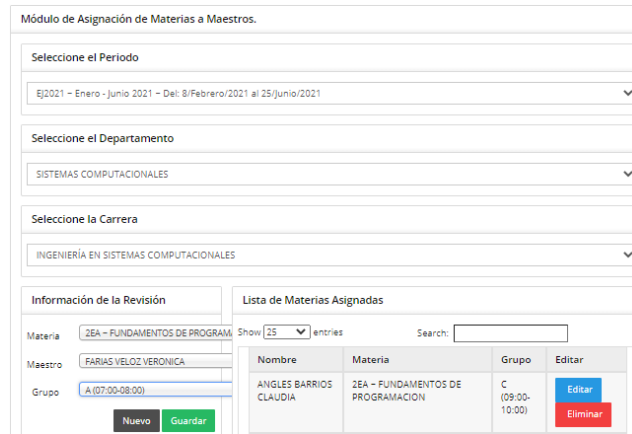 Módulo de Asignación de Materias a Maestros.
Seleccione el Periodo
EJ2021 – Enero - Junio 2021 – Del: 8/Febrero/2021 al 25/Junio/2021
Seleccione el Departamento
SISTEMAS COMPUTACIONALES
Seleccione la Carrera
INGENIERÍA EN SISTEMAS COMPUTACIONALES
Información de la Revisión
Materia 2EA – FUNDAMENTOS DE PROGRAM
Maestro FARIAS VELOZ VERONICA
Grupo A (07:00-08:00)
Nuevo Guardar
Lista de Materias Asignadas
Show 25 entries Search:
Nombre Materia Grupo Editar
ANGLES BARRIOS 2EA – FUNDAMENTOS DE C Editar
CLAUDIA PROGRAMACION (09:00-
10:00) Eliminar